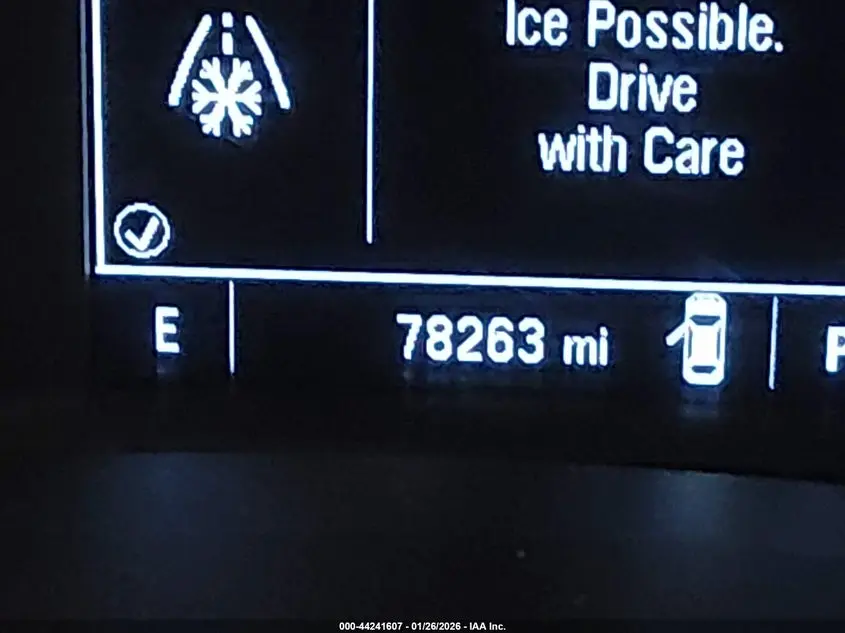 Ice Possible.
Drive
with Care
E
78263 mi
P
000-44241607 - 01/26/2026 - IAA Inc.